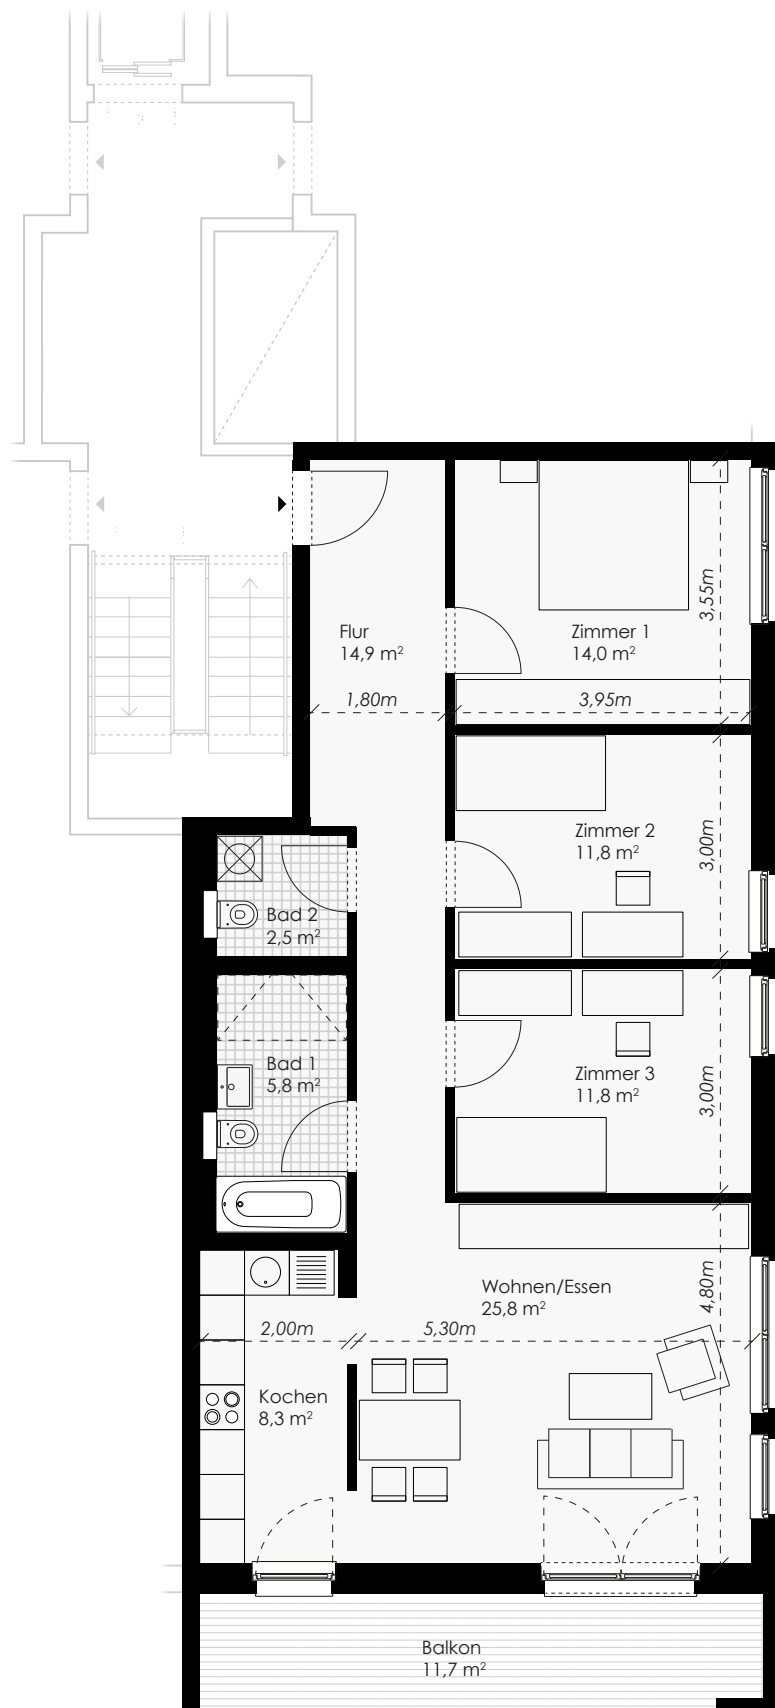 3,55m
Flur
14,9 m²
Zimmer 1
14,0 m²
1,80m
3,95m
Zimmer 2
11,8 m²
3,00m
Bad 2
2,5 m²
Bad 1
5,8 m²
Zimmer 3
11,8 m²
3,00m
Wohnen/Essen
25,8 m²
4,80m
2,00m
5,30m
Kochen
8,3 m²
Balkon
11,7 m²